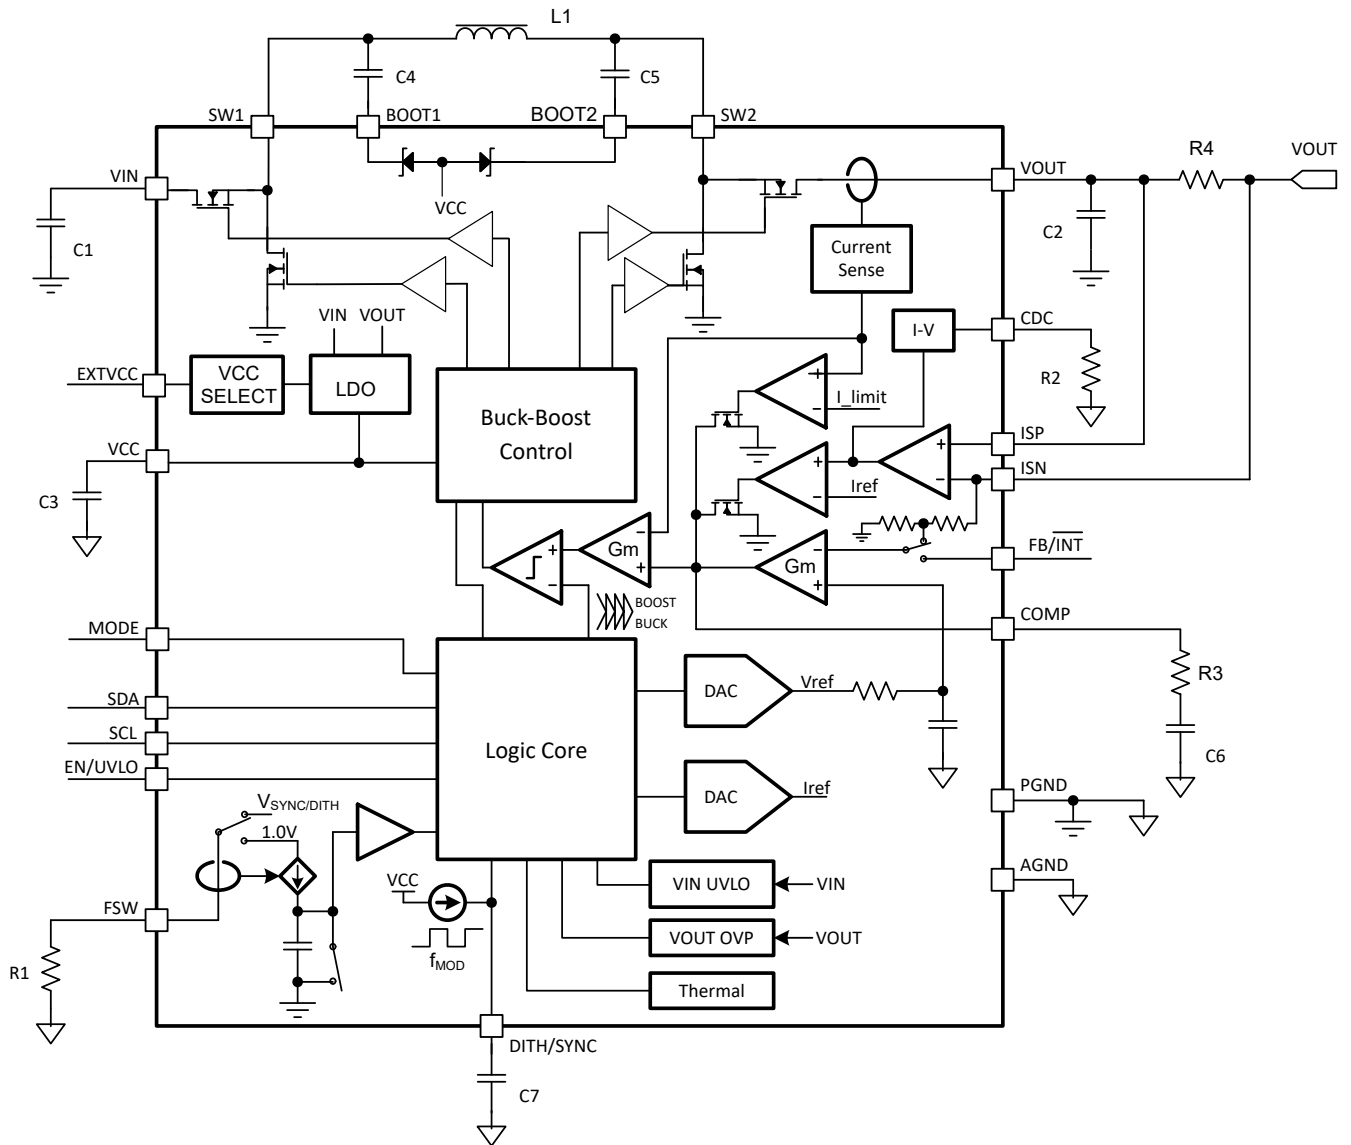 L1
C4
C5
SW1
BOOT1
BOOT2
SW2
VIN
VOUT
R4
VOUT
VCC
C1
C2
Current
Sense
VIN
VOUT
I-V
CDC
EXTVCC
VCC
SELECT
LDO
R2
+
−
I_limit
Buck-Boost
Control
ISP
+
−
+
−
Iref
ISN
VCC
C3
−
+
Gm
+
−
−
+
Gm
FB/INT
BOOST
BUCK
COMP
MODE
R3
DAC
Vref
SDA
SCL
Logic Core
C6
EN/UVLO
DAC
Iref
PGND
VSYNC/DITH
1.0V
VCC
VIN UVLO
VIN
AGND
FSW
VOUT OVP
VOUT
fMOD
R1
Thermal
DITH/SYNC
C7